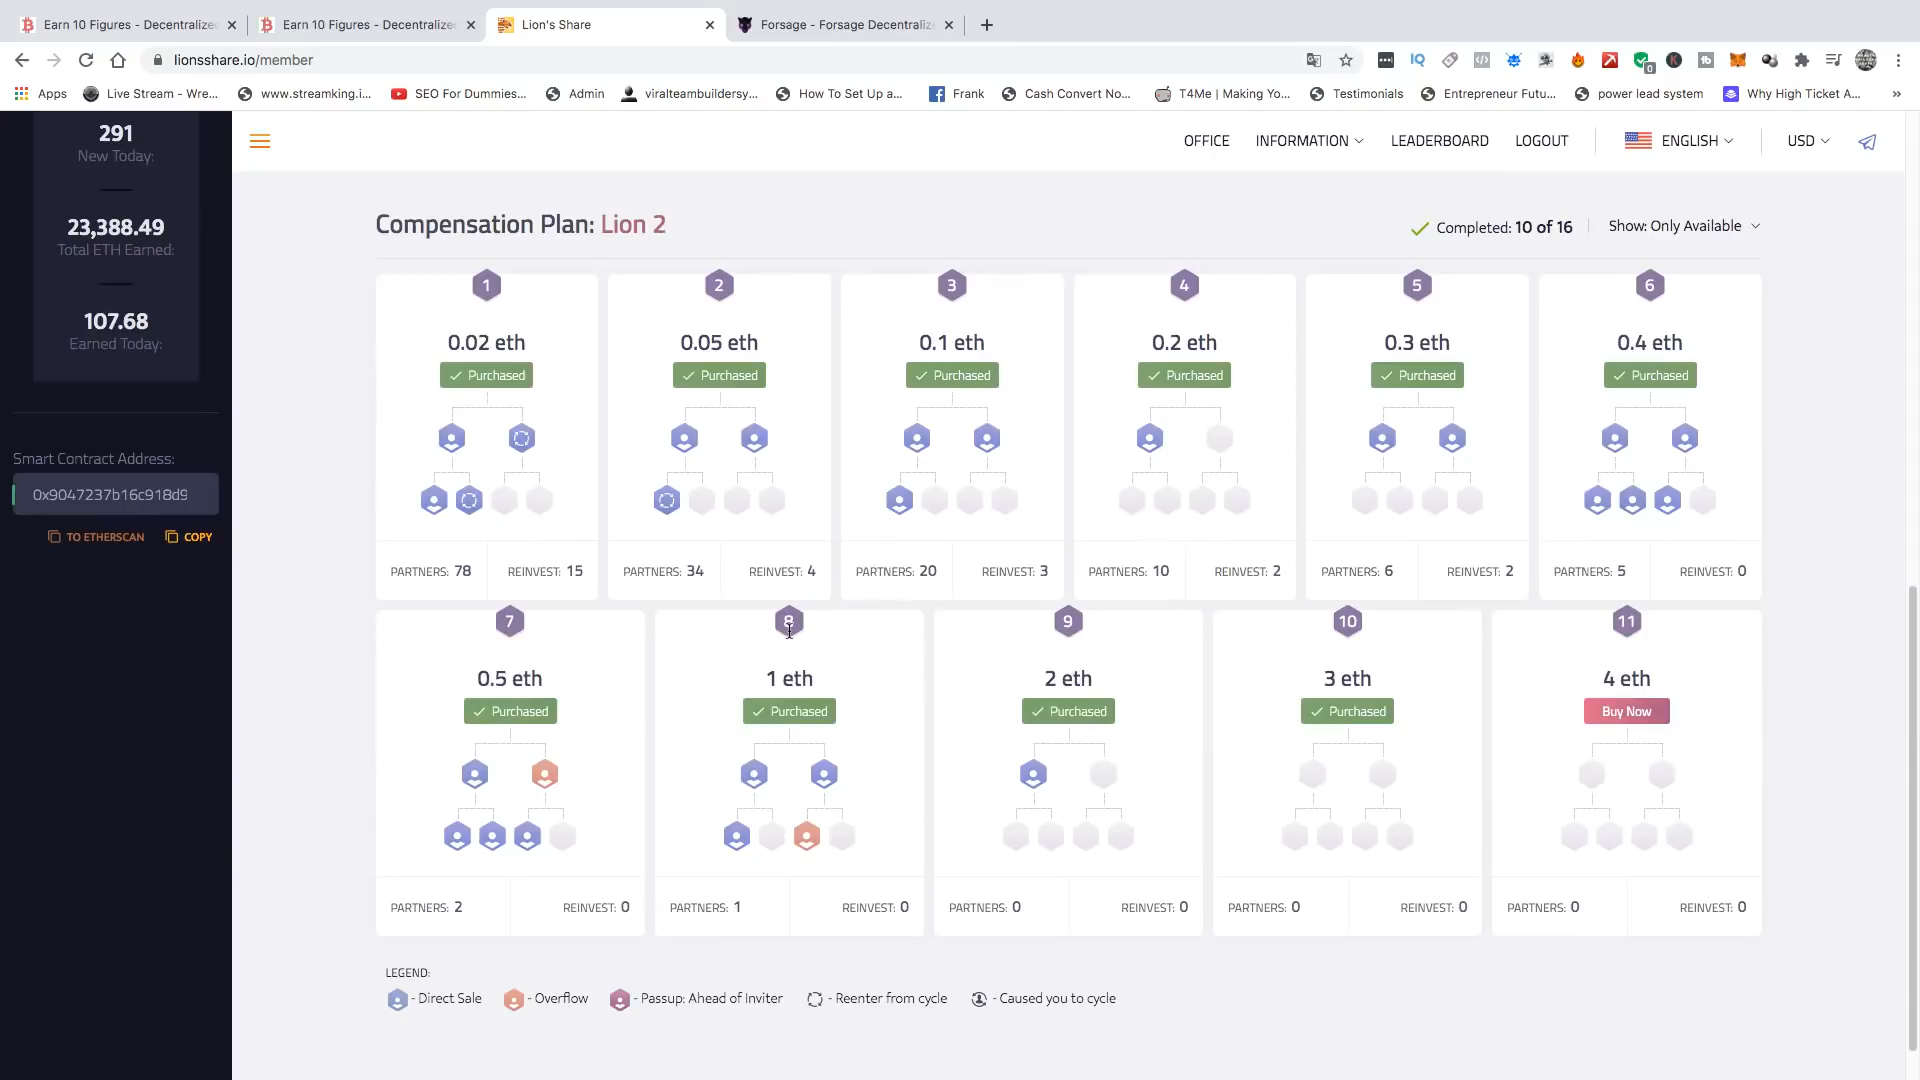 Earn 10 Figures - Decentralized
Earn 10 Figures - Decentralized
Lion's Share
Forsage - Forsage Decentralize
lionsshare.io/member
Apps
Live Stream - Wre...
www.streamking.i...
SEO For Dummies...
Admin
viralteambuildersy...
How To Set Up a...
Frank
Cash Convert No...
T4Me | Making Yo...
Testimonials
Entrepreneur Futu...
power lead system
Why High Ticket A...
»
291
New Today:
23,388.49
Total ETH Earned:
107.68
Earned Today:
Smart Contract Address:
0x9047237b16c918d9
TO ETHERSCAN
COPY
OFFICE
INFORMATION
LEADERBOARD
LOGOUT
ENGLISH
USD
Compensation Plan: Lion 2
Completed: 10 of 16
Show: Only Available
1
0.02 eth
Purchased
PARTNERS: 78
REINVEST: 15
2
0.05 eth
Purchased
PARTNERS: 34
REINVEST: 4
3
0.1 eth
Purchased
PARTNERS: 20
REINVEST: 3
4
0.2 eth
Purchased
PARTNERS: 10
REINVEST: 2
5
0.3 eth
Purchased
PARTNERS: 6
REINVEST: 2
6
0.4 eth
Purchased
PARTNERS: 5
REINVEST: 0
7
0.5 eth
Purchased
PARTNERS: 2
REINVEST: 0
8
1 eth
Purchased
PARTNERS: 1
REINVEST: 0
9
2 eth
Purchased
PARTNERS: 0
REINVEST: 0
10
3 eth
Purchased
PARTNERS: 0
REINVEST: 0
11
4 eth
Buy Now
PARTNERS: 0
REINVEST: 0
LEGEND:
- Direct Sale
- Overflow
- Passup: Ahead of Inviter
- Reenter from cycle
- Caused you to cycle